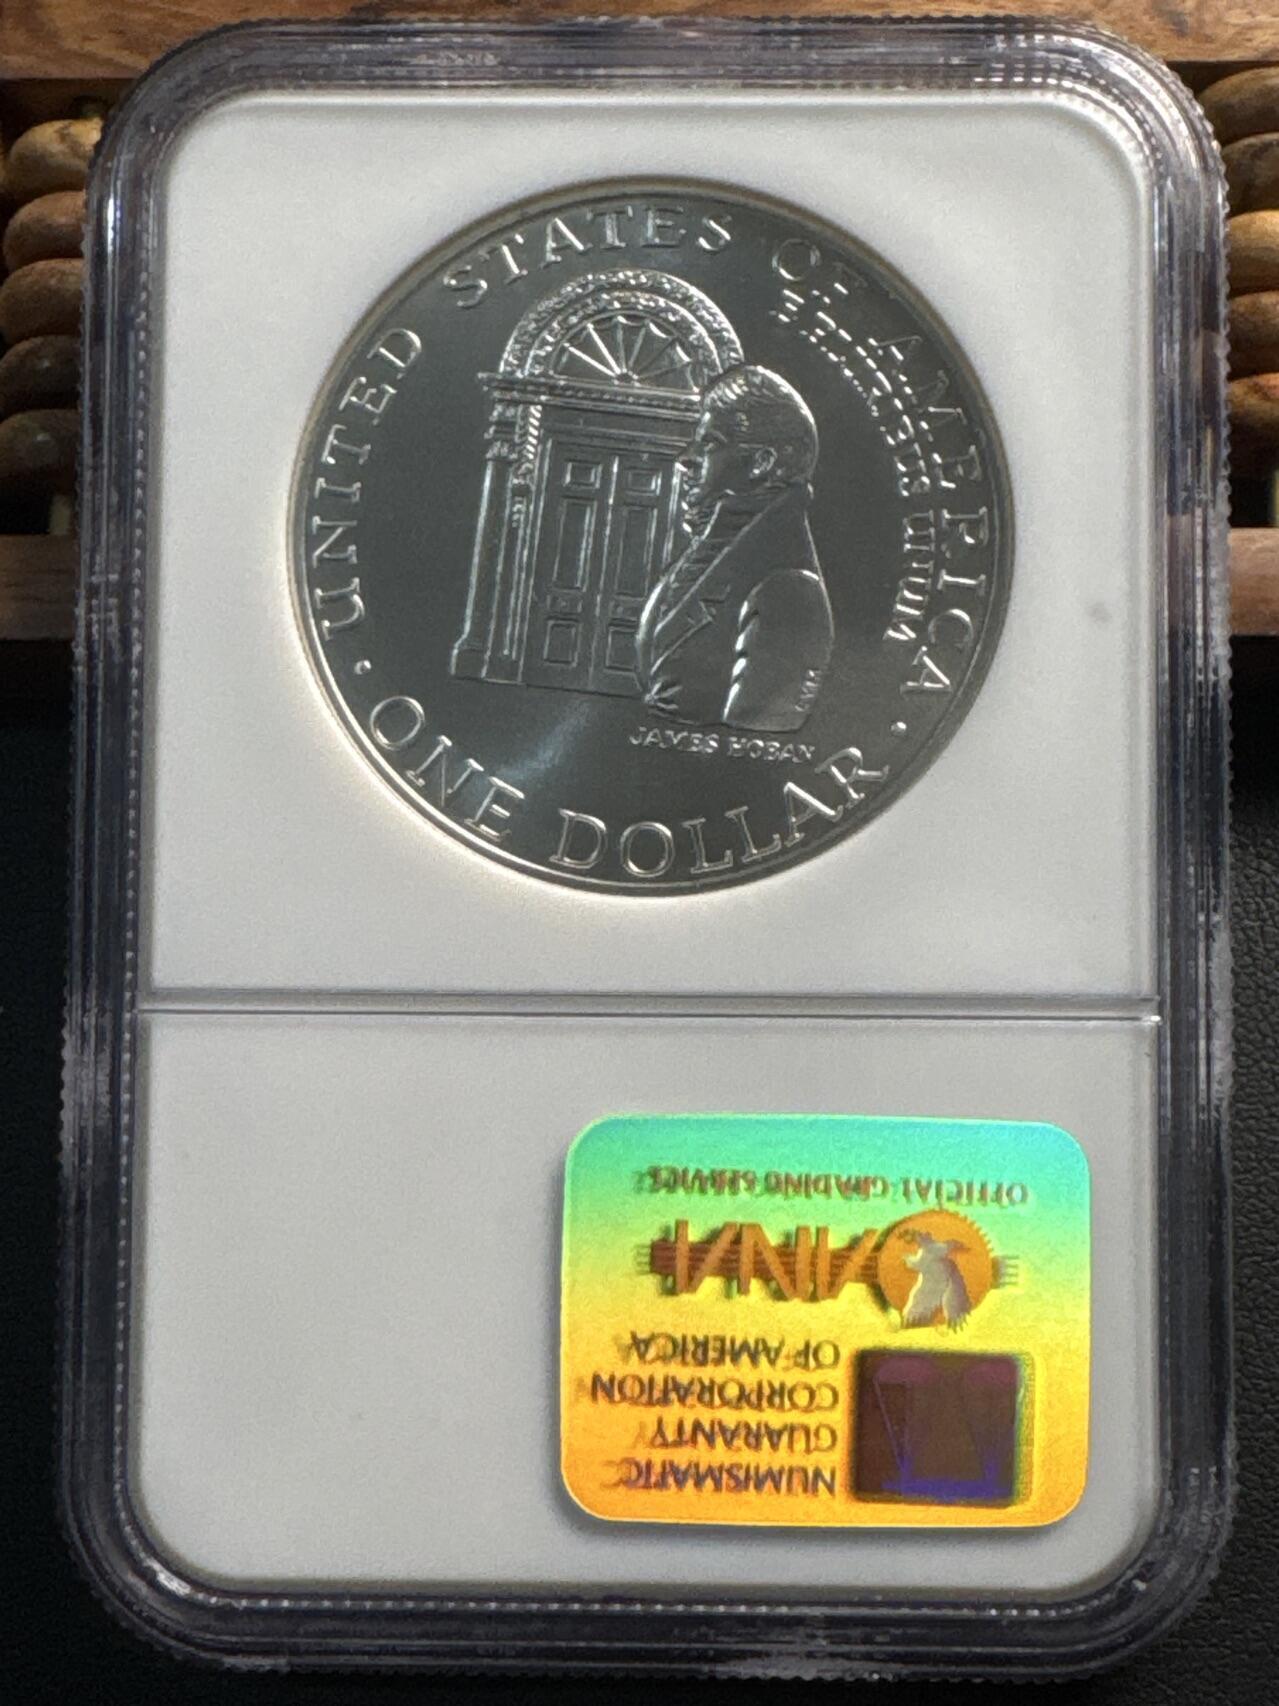 UNITED STATES OF AMERICA
E PLURIBUS UNUM
JAMES HOBAN
· ONE DOLLAR ·
NUMISMATIC
GUARANTY
CORPORATION
OF AMERICA
ANA
OFFICIAL GRADING SERVICE